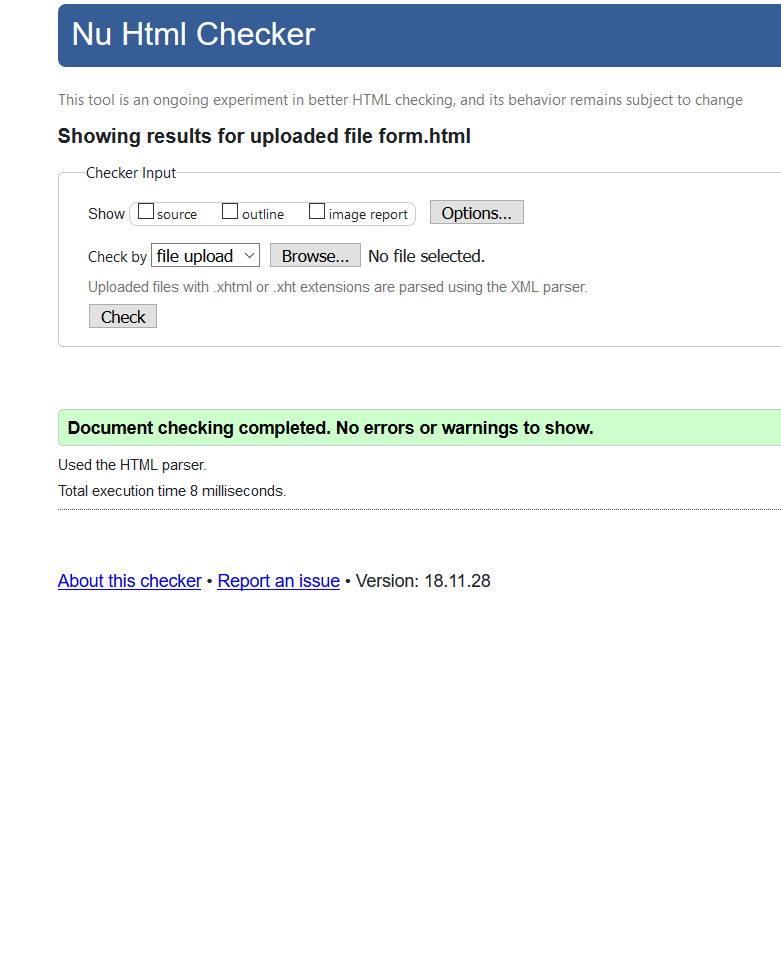 Nu Html Checker
This tool is an ongoing experiment in better HTML checking, and its behavior remains subject to change
Showing results for uploaded file form.html
Checker Input
Show source outline image report Options...
Check by file upload Browse... No file selected.
Uploaded files with .xhtml or .xht extensions are parsed using the XML parser.
Check
Document checking completed. No errors or warnings to show.
Used the HTML parser.
Total execution time 8 milliseconds.
About this checker • Report an issue • Version: 18.11.28